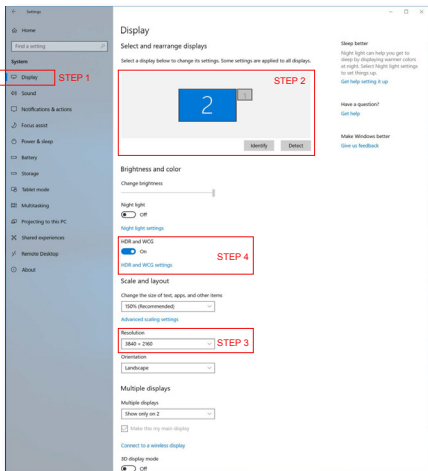 Settings
Home
Find a setting
System
Display
STEP 1
Sound
Notifications & actions
Focus assist
Power & sleep
Battery
Storage
Tablet mode
Multitasking
Projecting to this PC
Shared experiences
Remote Desktop
About
Display
Select and rearrange displays
Select a display below to change its settings. Some settings are applied to all displays.
STEP 2
2
1
Identify
Detect
Brightness and color
Change brightness
Night light
Off
Night light settings
HDR and WCG
On
STEP 4
HDR and WCG settings
Scale and layout
Change the size of text, apps, and other items
150% (Recommended)
Advanced scaling settings
Resolution
3840 × 2160
STEP 3
Orientation
Landscape
Multiple displays
Multiple displays
Show only on 2
Make this my main display
Connect to a wireless display
3D display mode
Off
Sleep better
Night light can help you get to
sleep by displaying warmer colors
at night. Select Night light settings
to set things up.
Get help setting it up
Have a question?
Get help
Make Windows better
Give us feedback